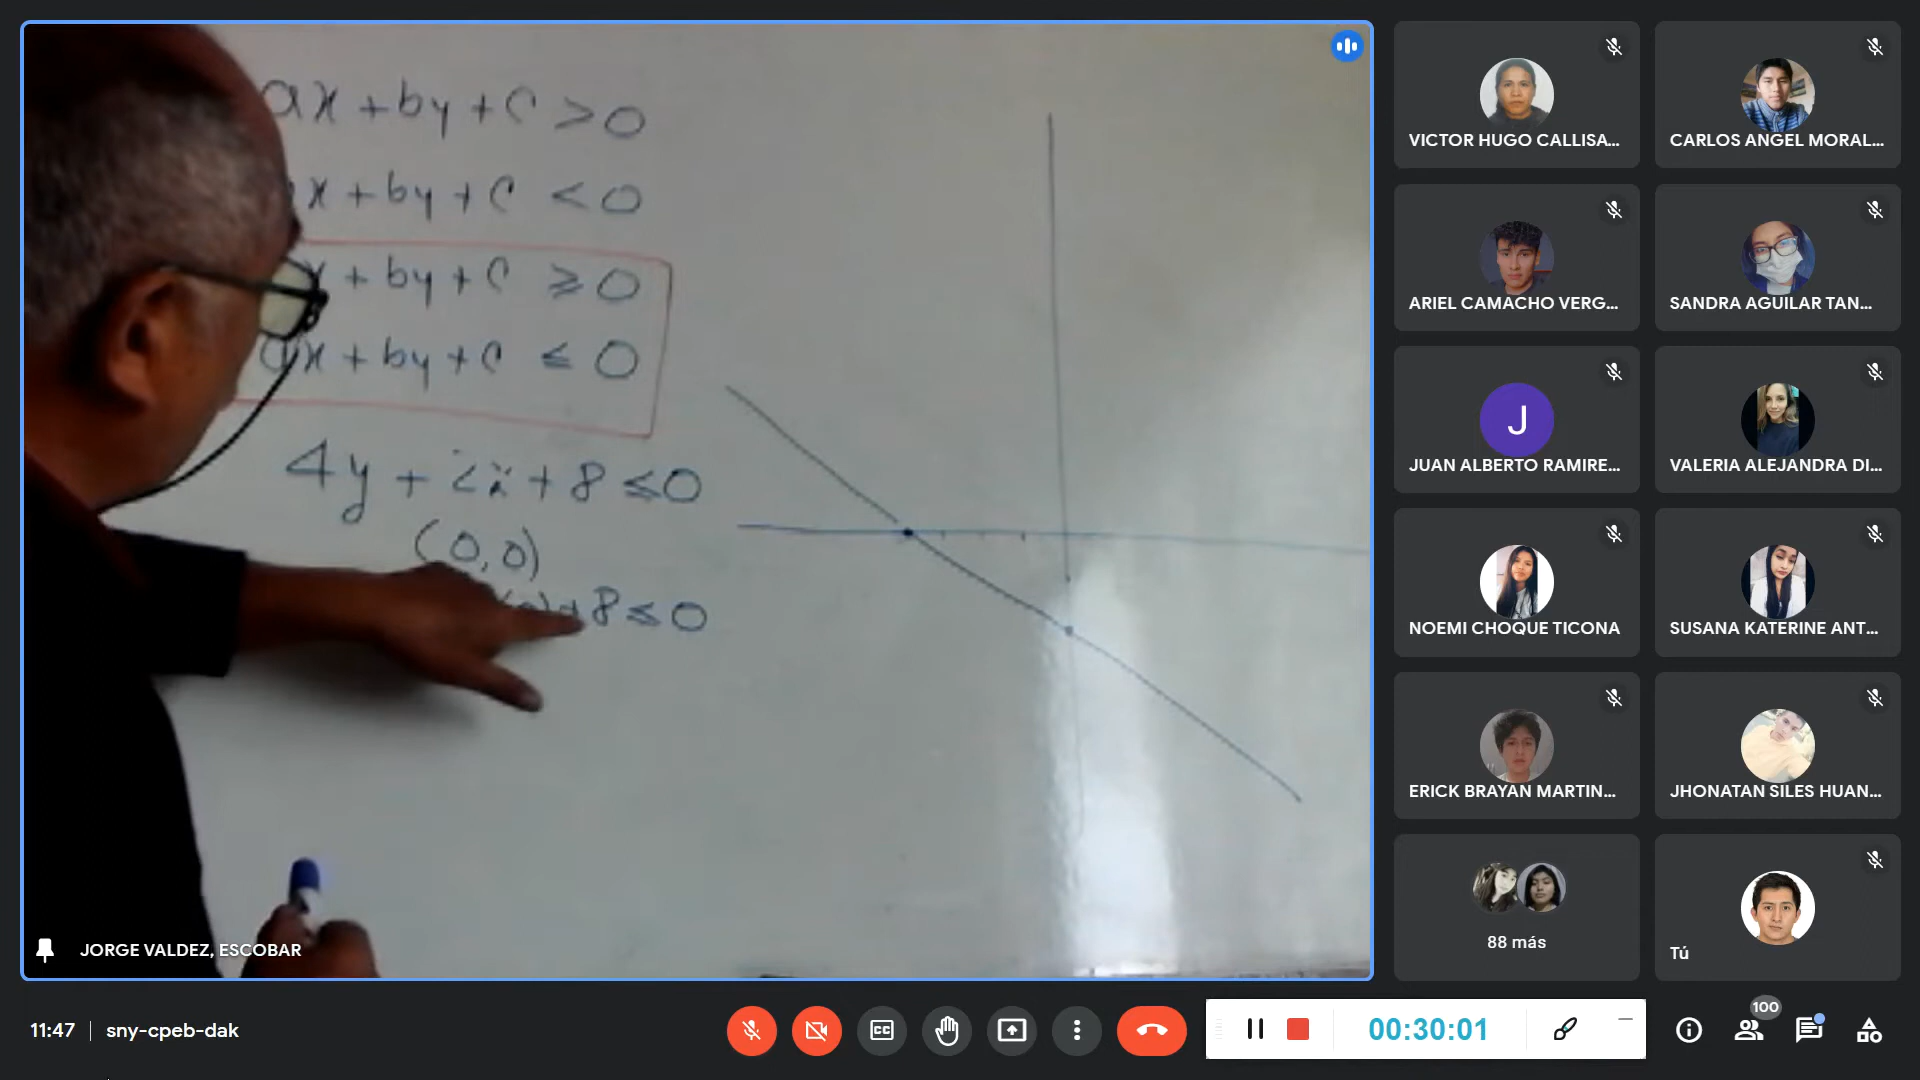 ax + by + c > 0
x + by + c < 0
x + by + c ≥ 0
ax + by + c ≤ 0
4y + 2x + 8 ≤ 0
(0,0)
+ 8 ≤ 0
JORGE VALDEZ, ESCOBAR
VICTOR HUGO CALLISA...
CARLOS ANGEL MORAL...
ARIEL CAMACHO VERG...
SANDRA AGUILAR TAN...
J
JUAN ALBERTO RAMIRE...
VALERIA ALEJANDRA DI...
NOEMI CHOQUE TICONA
SUSANA KATERINE ANT...
ERICK BRAYAN MARTIN...
JHONATAN SILES HUAN...
88 más
Tú
11:47 | sny-cpeb-dak
CC
00:30:01
100